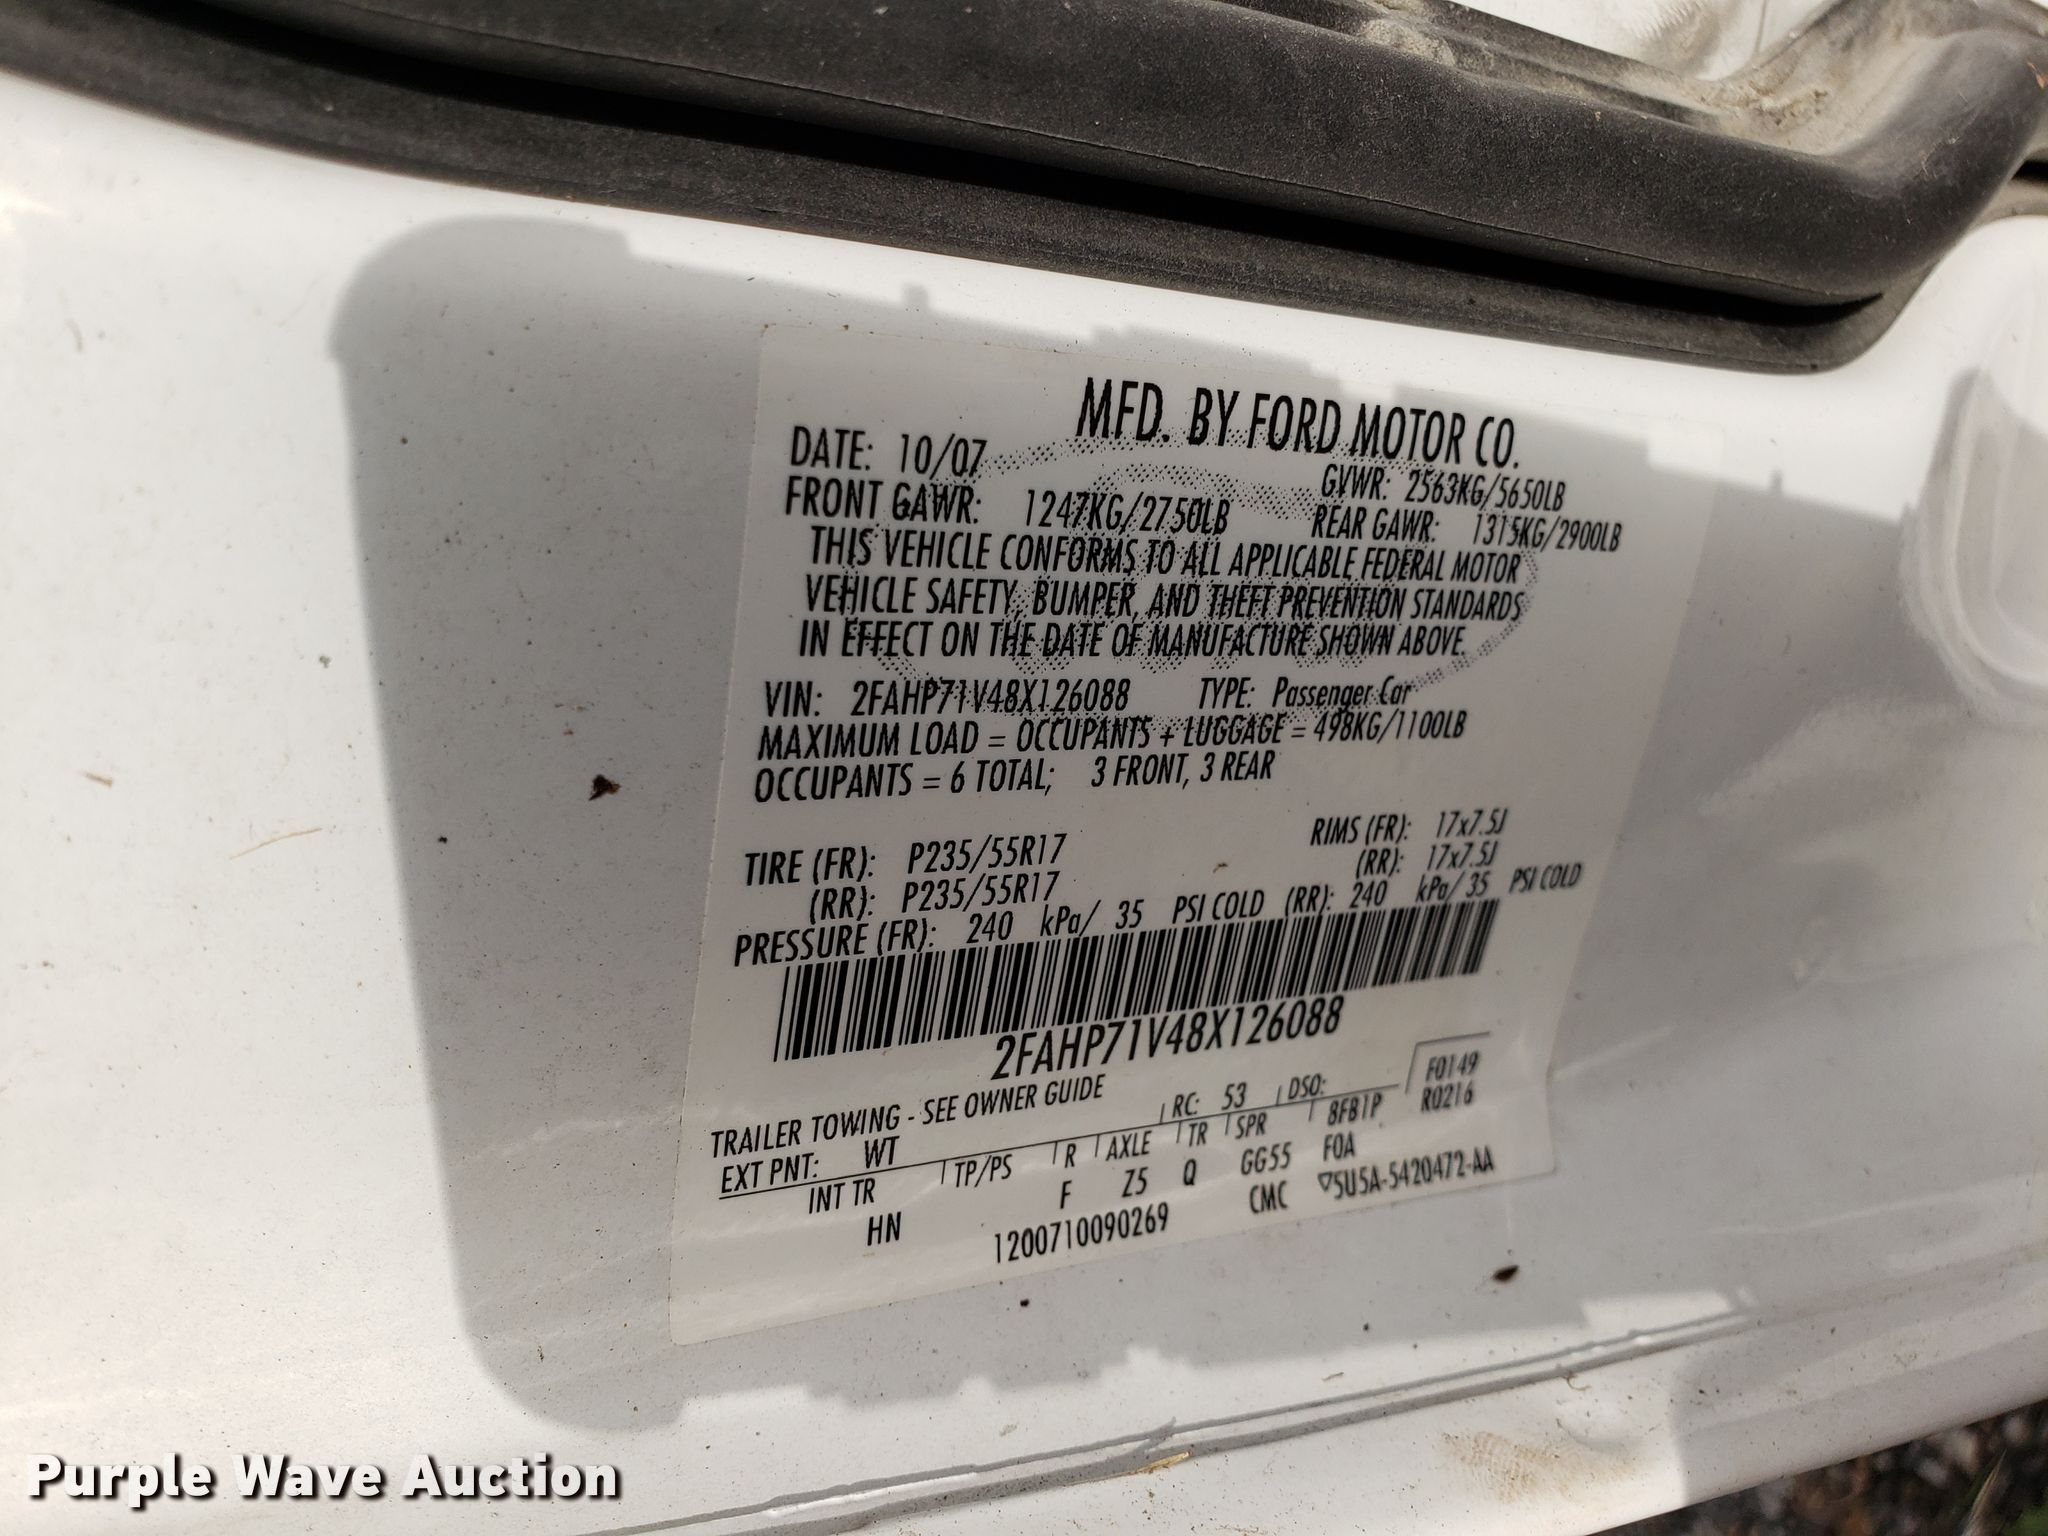 MFD. BY FORD MOTOR CO.
DATE: 10/07 GVWR: 2563KG/5650LB
FRONT GAWR: 1247KG/2750LB REAR GAWR: 1315KG/2900LB
THIS VEHICLE CONFORMS TO ALL APPLICABLE FEDERAL MOTOR
VEHICLE SAFETY, BUMPER, AND THEFT PREVENTION STANDARDS
IN EFFECT ON THE DATE OF MANUFACTURE SHOWN ABOVE.
VIN: 2FAHP71V48X126088 TYPE: Passenger Car
MAXIMUM LOAD = OCCUPANTS + LUGGAGE = 498KG/1100LB
OCCUPANTS = 6 TOTAL; 3 FRONT, 3 REAR
TIRE (FR): P235/55R17 RIMS (FR): 17x7.5J
(RR): P235/55R17 (RR): 17x7.5J
PRESSURE (FR): 240 kPa/ 35 PSI COLD (RR): 240 kPa/ 35 PSI COLD
2FAHP71V48X126088
TRAILER TOWING - SEE OWNER GUIDE
EXT PNT: WT RC: 53 DSO: F0149
INT TR TP/PS R AXLE TR SPR 8FB1P R0216
HN F Z5 Q GG55 FOA
1200710090269 CMC ▽5U5A-5420472-AA
Purple Wave Auction